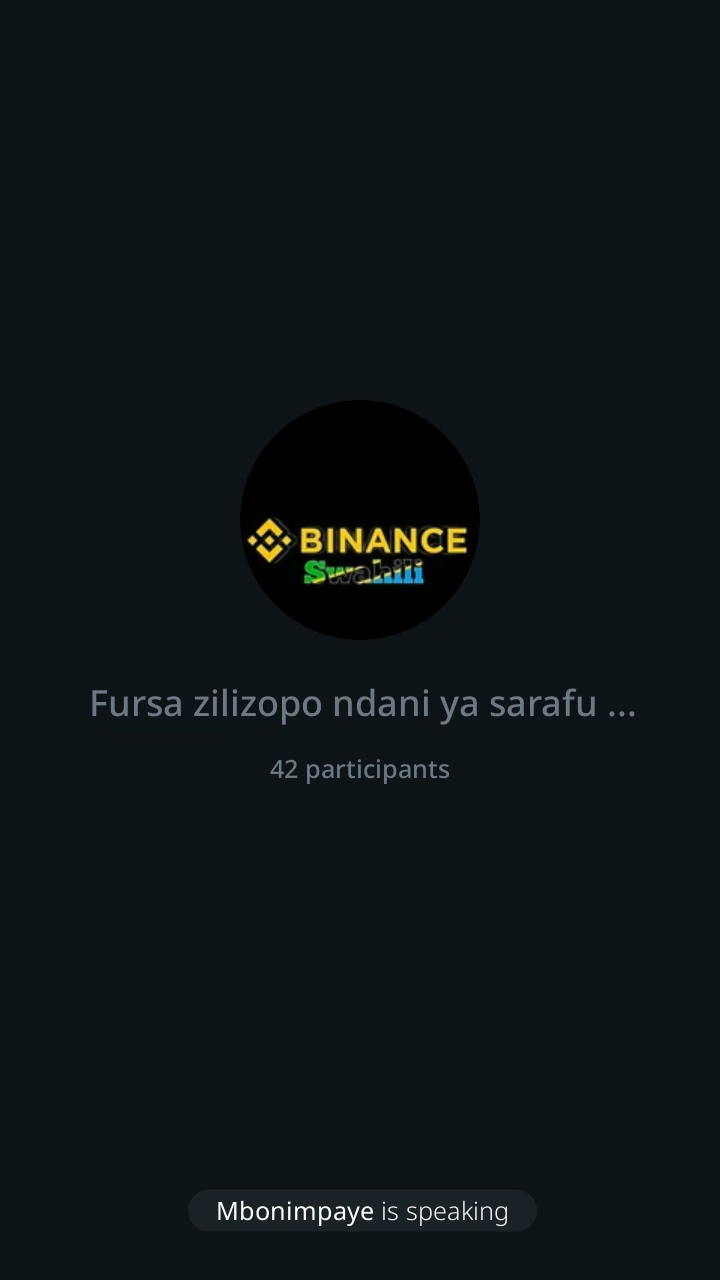 BINANCE
Swahili
Fursa zilizopo ndani ya sarafu ...
42 participants
Mbonimpaye is speaking